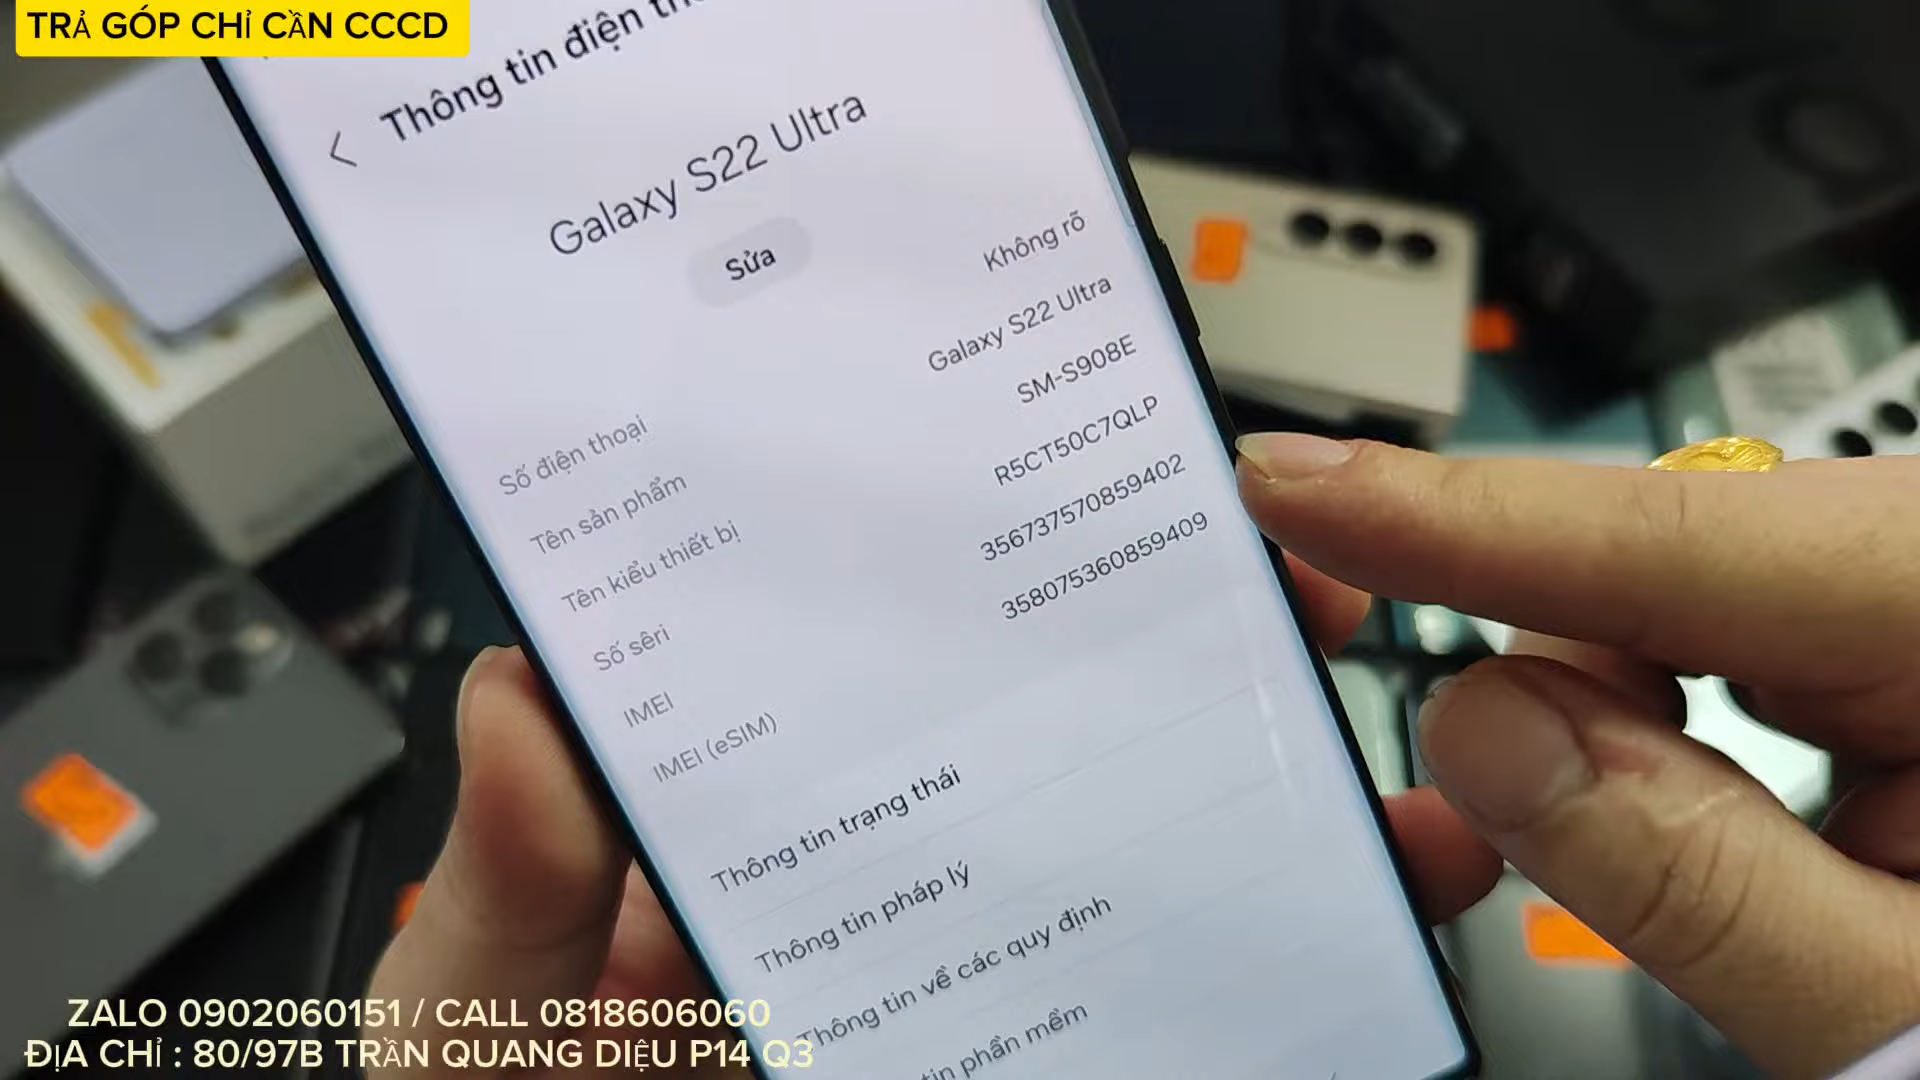 TRẢ GÓP CHỈ CẦN CCCD
Thông tin điện
Galaxy S22 Ultra
Sửa
Số điện thoại Không rõ
Tên sản phẩm Galaxy S22 Ultra
Tên kiểu thiết bị SM-S908E
Số sêri R5CT50C7QLP
IMEI 356737570859402
IMEI (eSIM) 358075360859409
Thông tin trạng thái
Thông tin pháp lý
Thông tin về các quy định
tin phần mềm
ZALO 0902060151 / CALL 0818606060
ĐỊA CHỈ : 80/97B TRẦN QUANG DIỆU P14 Q3